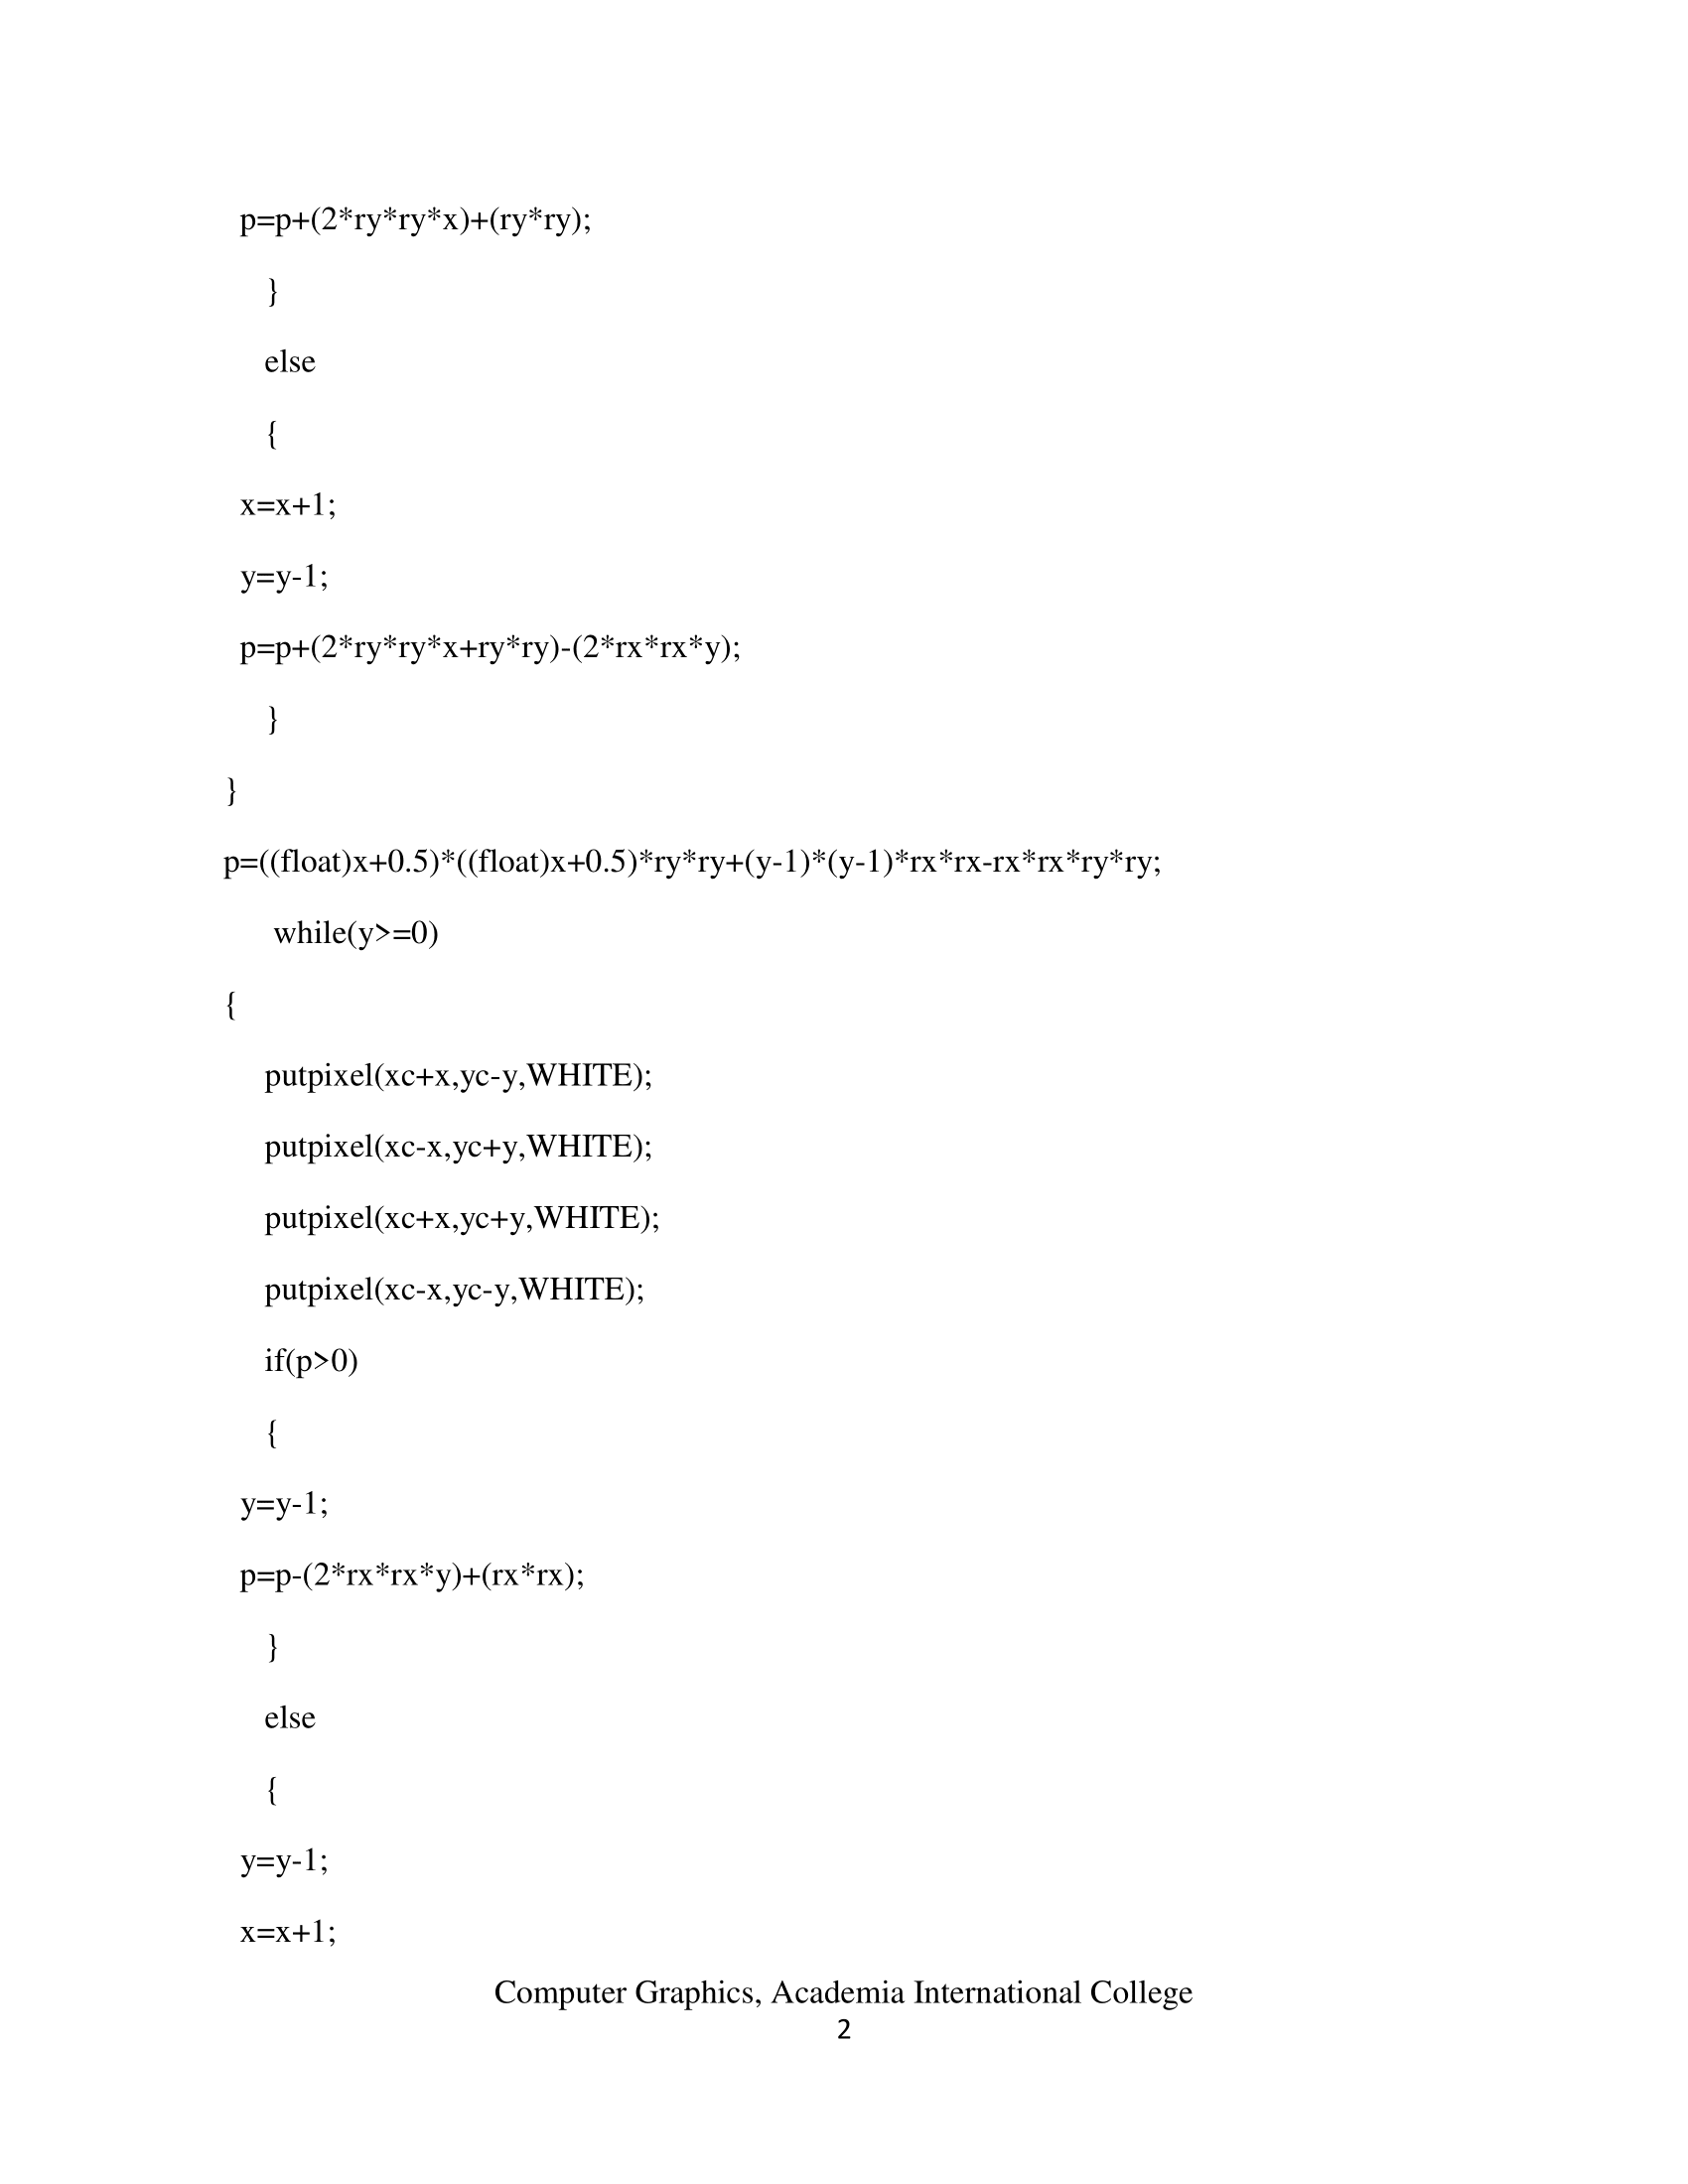 p=p+(2*ry*ry*x)+(ry*ry);
}
else
{
x=x+1;
y=y-1;
p=p+(2*ry*ry*x+ry*ry)-(2*rx*rx*y);
}
}
p=((float)x+0.5)*((float)x+0.5)*ry*ry+(y-1)*(y-1)*rx*rx-rx*rx*ry*ry;
while(y>=0)
{
putpixel(xc+x,yc-y,WHITE);
putpixel(xc-x,yc+y,WHITE);
putpixel(xc+x,yc+y,WHITE);
putpixel(xc-x,yc-y,WHITE);
if(p>0)
{
y=y-1;
p=p-(2*rx*rx*y)+(rx*rx);
}
else
{
y=y-1;
x=x+1;
Computer Graphics, Academia International College
2